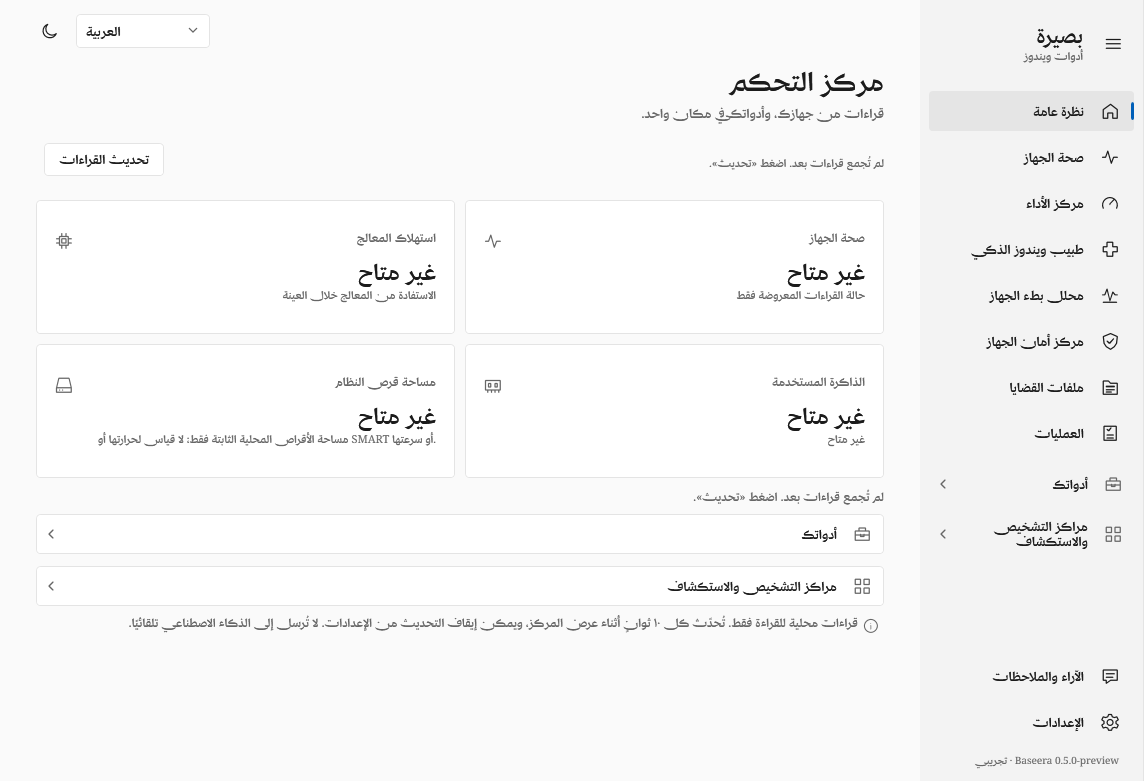 بصيرة
أدوات ويندوز
نظرة عامة
صحة الجهاز
مركز الأداء
طبيب ويندوز الذكي
محلل بطء الجهاز
مركز أمان الجهاز
ملفات القضايا
العمليات
أدواتك
مراكز التشخيص
والاستكشاف
الآراء والملاحظات
الإعدادات
Baseera 0.5.0-preview · تجريبي
العربية
مركز التحكم
قراءات من جهازك، وأدواتك في مكان واحد.
لم تُجمع قراءات بعد. اضغط «تحديث».
تحديث القراءات
صحة الجهاز
غير متاح
حالة القراءات المعروضة فقط
استهلاك المعالج
غير متاح
الاستفادة من المعالج خلال العينة
الذاكرة المستخدمة
غير متاح
غير متاح
مساحة قرص النظام
غير متاح
مساحة الأقراص المحلية الثابتة فقط؛ لا قياس لحرارتها أو SMART أو سرعتها.
لم تُجمع قراءات بعد. اضغط «تحديث».
أدواتك
مراكز التشخيص والاستكشاف
قراءات محلية للقراءة فقط. تُحدّث كل ١٠ ثوانٍ أثناء عرض المركز، ويمكن إيقاف التحديث من الإعدادات. لا تُرسل إلى الذكاء الاصطناعي تلقائيًا.